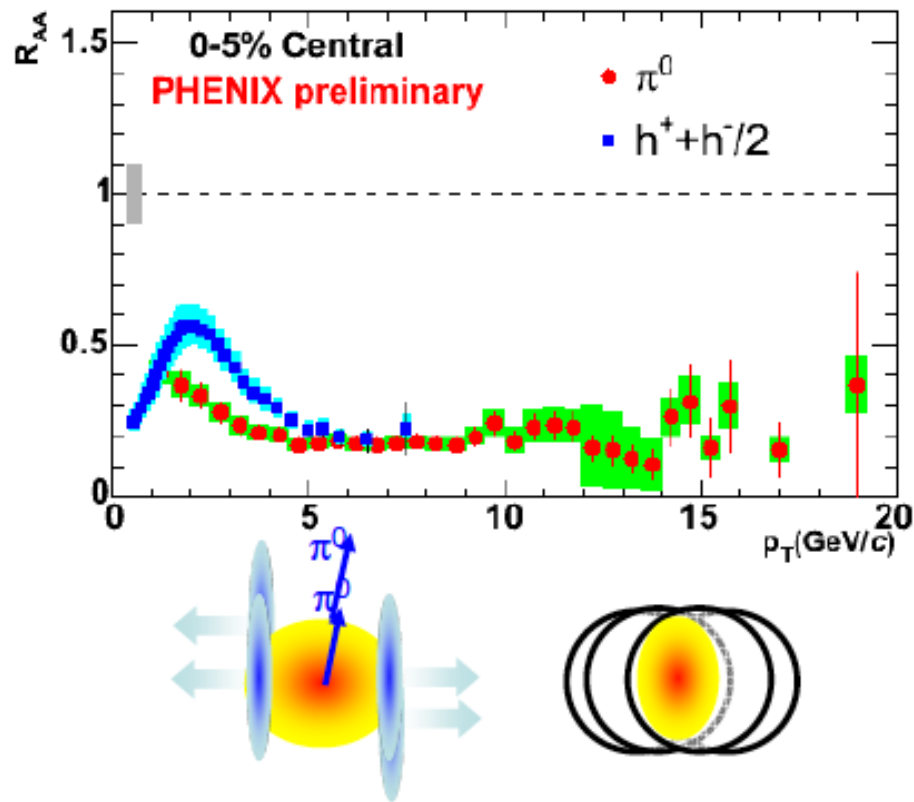 R_AA
1.5
0-5% Central
PHENIX preliminary
π⁰
h⁺+h⁻/2
1
0.5
0
0 5 10 15 20
p_T(GeV/c)
π⁰
π⁰